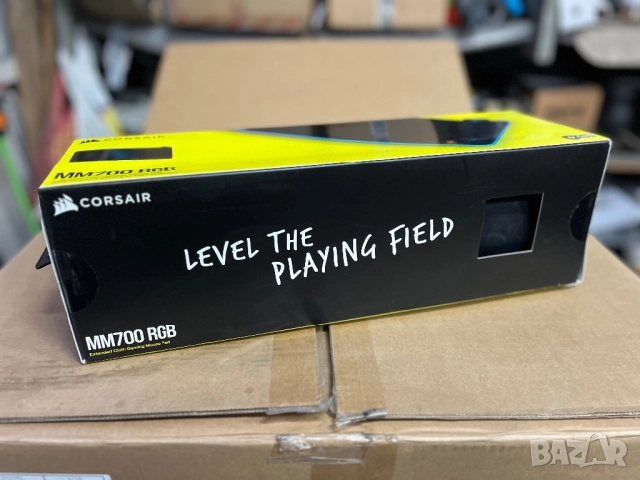 CORSAIR
MM700 RGB
CORSAIR
LEVEL THE
PLAYING FIELD
MM700 RGB
Extended Cloth Gaming Mouse Pad
BAZAR